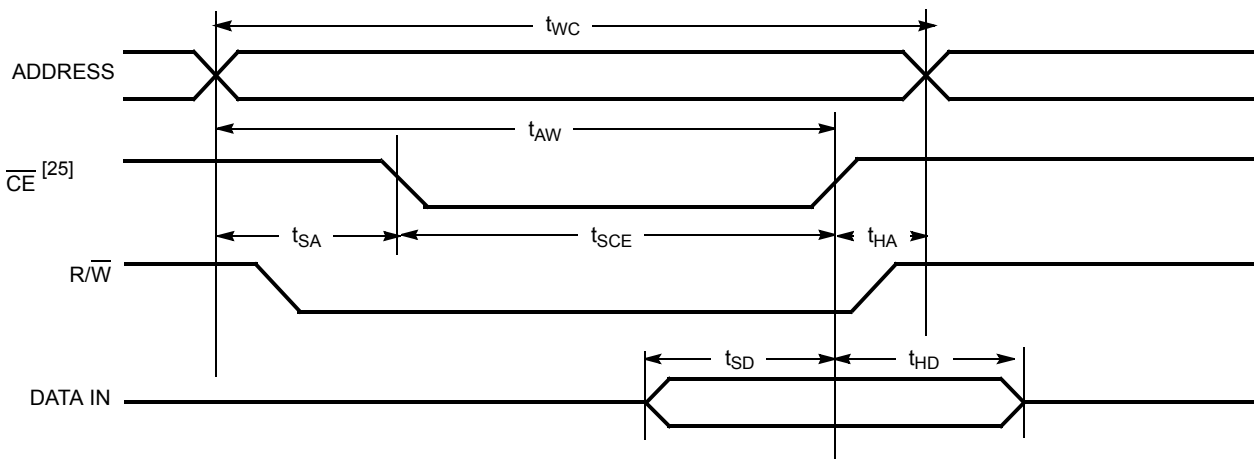 tWC
ADDRESS
tAW
CE [25]
tSA tSCE tHA
R/W
tSD tHD
DATA IN